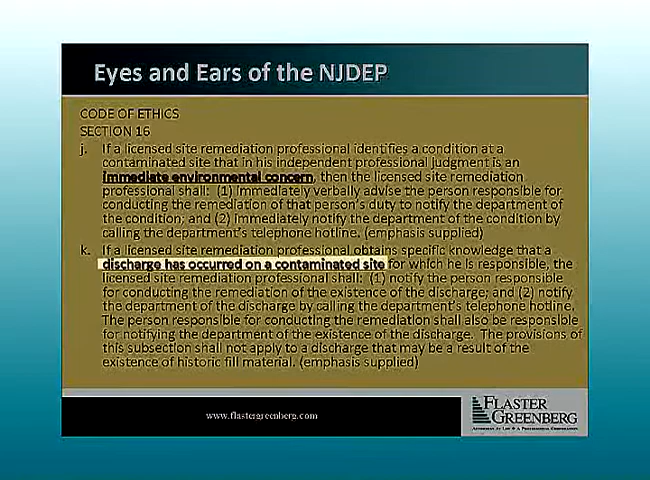 Eyes and Ears of the NJDEP
CODE OF ETHICS
SECTION 16
j. If a licensed site remediation professional identifies a condition at a
contaminated site that in his independent professional judgment is an
immediate environmental concern, then the licensed site remediation
professional shall: (1) immediately verbally advise the person responsible for
conducting the remediation of that person's duty to notify the department of
the condition; and (2) immediately notify the department of the condition by
calling the department's telephone hotline. (emphasis supplied)
k. If a licensed site remediation professional obtains specific knowledge that a
discharge has occurred on a contaminated site for which he is responsible, the
licensed site remediation professional shall: (1) notify the person responsible
for conducting the remediation of the existence of the discharge; and (2) notify
the department of the discharge by calling the department's telephone hotline.
The person responsible for conducting the remediation shall also be responsible
for notifying the department of the existence of the discharge. The provisions of
this subsection shall not apply to a discharge that may be a result of the
existence of historic fill material. (emphasis supplied)
www.flastergreenberg.com
FLASTER
GREENBERG
Attorneys at Law • A Professional Corporation